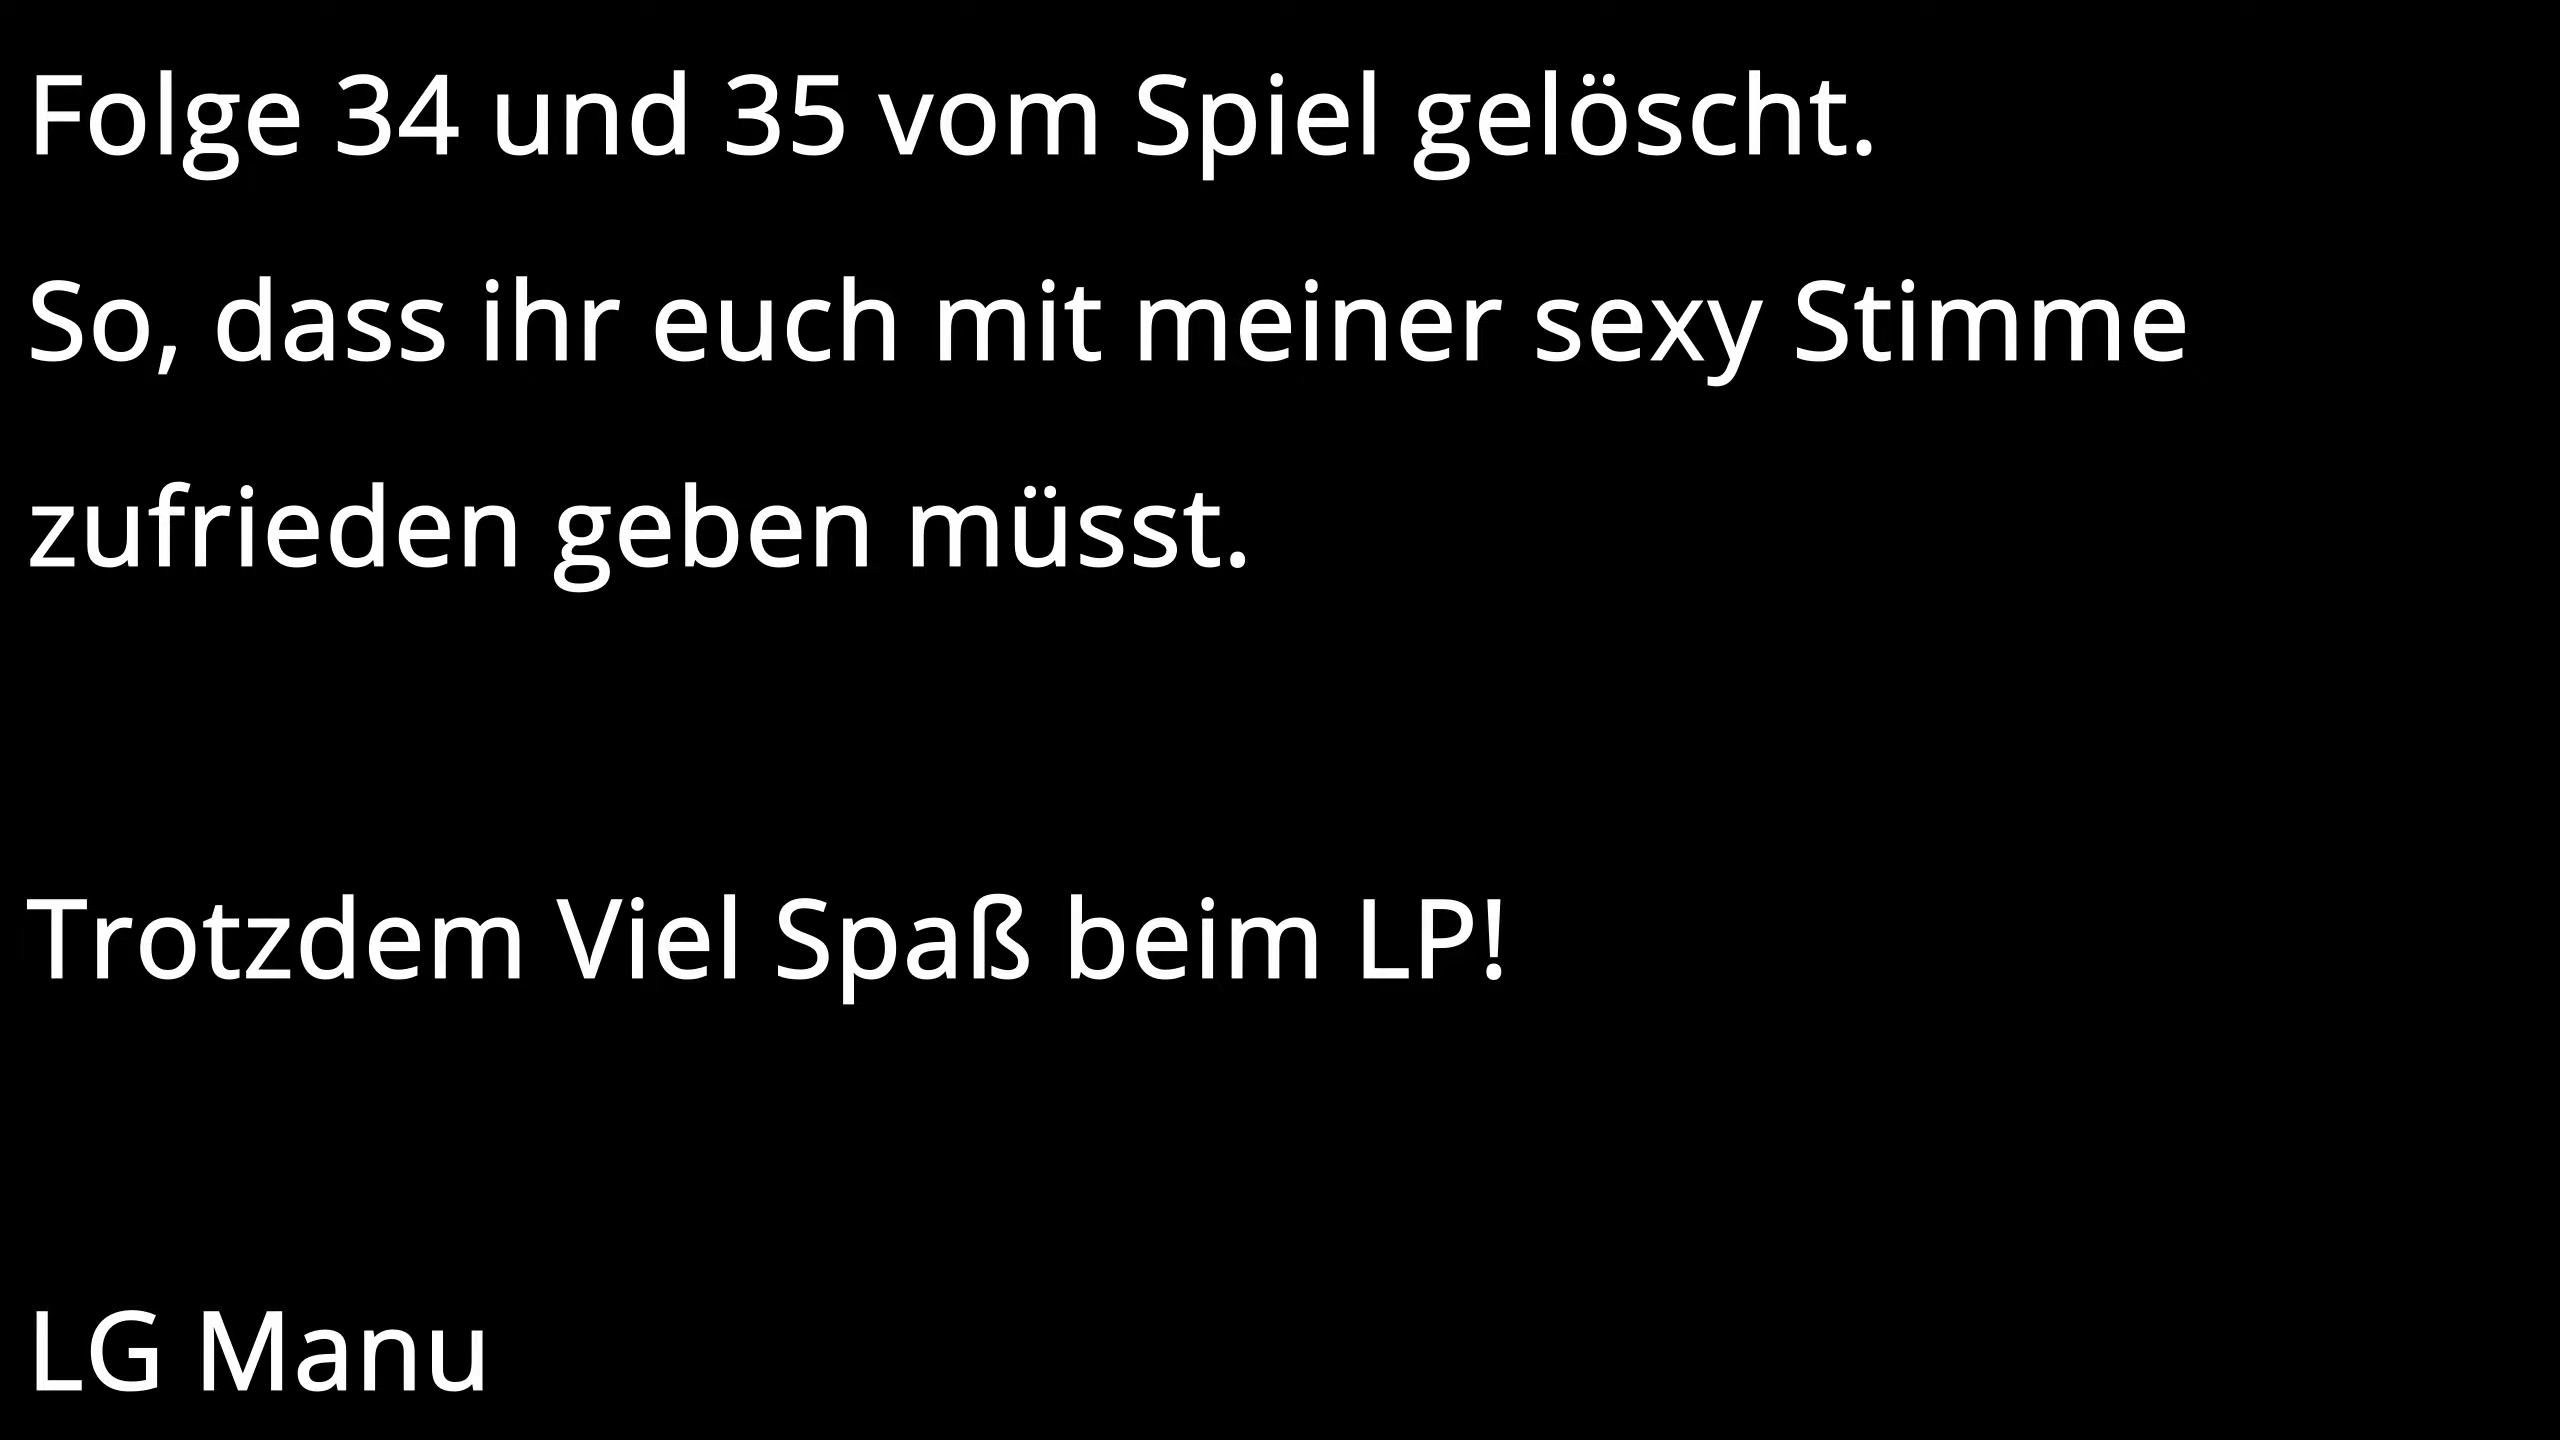 Folge 34 und 35 vom Spiel gelöscht.
So, dass ihr euch mit meiner sexy Stimme
zufrieden geben müsst.
Trotzdem Viel Spaß beim LP!
LG Manu